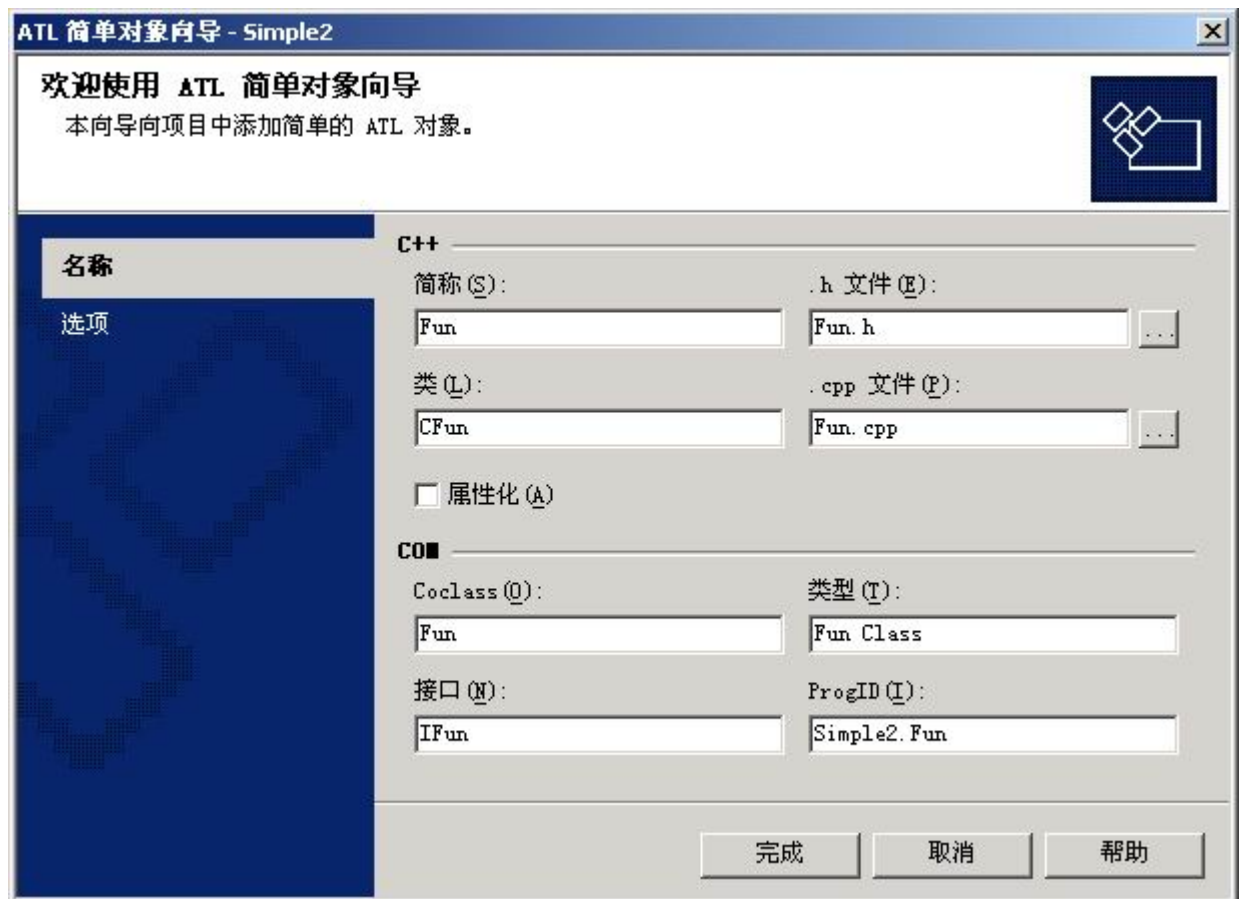 ATL 简单对象向导 - Simple2
欢迎使用 ATL 简单对象向导
本向导向项目中添加简单的 ATL 对象。
名称
选项
C++
简称(S):
.h 文件(E):
Fun
Fun.h
...
类(L):
.cpp 文件(P):
CFun
Fun.cpp
...
属性化(A)
COM
Coclass(O):
类型(T):
Fun
Fun Class
接口(N):
ProgID(I):
IFun
Simple2.Fun
完成
取消
帮助